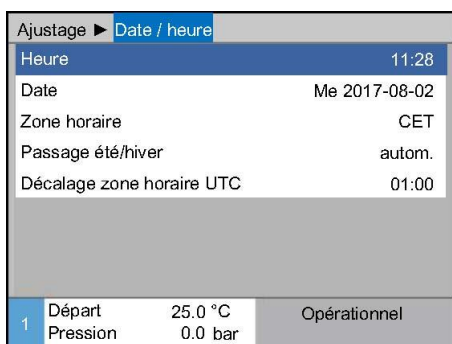 Ajustage ► Date / heure
Heure 11:28
Date Me 2017-08-02
Zone horaire CET
Passage été/hiver autom.
Décalage zone horaire UTC 01:00
1 Départ 25.0 °C Opérationnel
Pression 0.0 bar